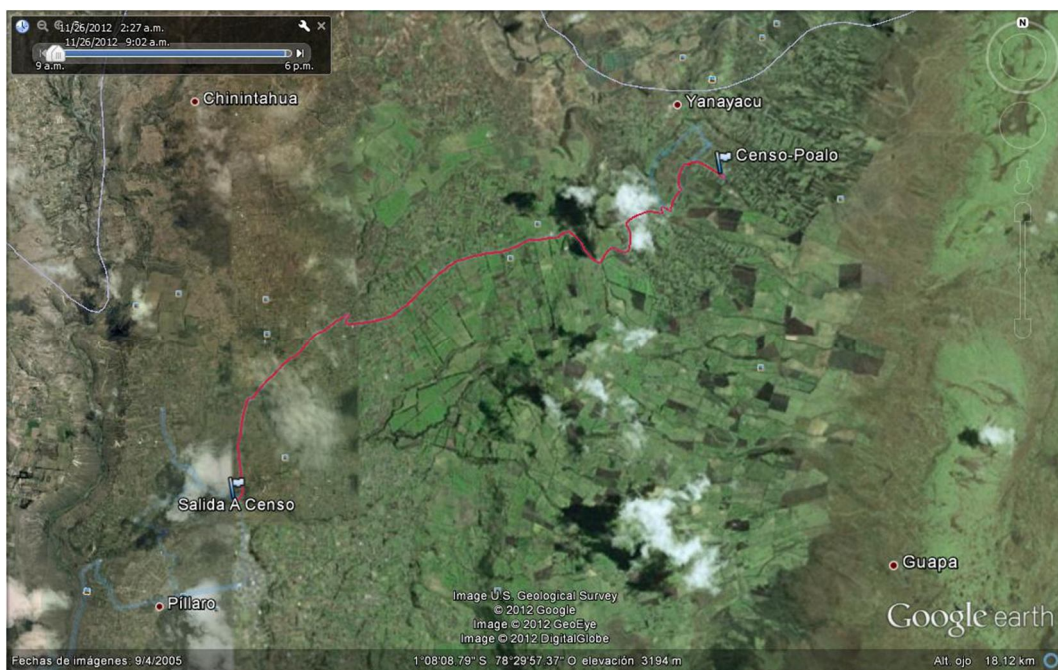 11/26/2012 2:27 a.m.
11/26/2012 9:02 a.m.
9 a.m. 6 p.m.
N
Chinintahua
Yanayacu
Censo-Poalo
Salida A Censo
Guapa
Píllaro
Image U.S. Geological Survey
© 2012 Google
Image © 2012 GeoEye
Image © 2012 DigitalGlobe
Google earth
Fechas de imágenes 9/4/2005 1°08'08.79" S 78°29'57.37" O elevación 3194 m Alt. ojo 18.12 km